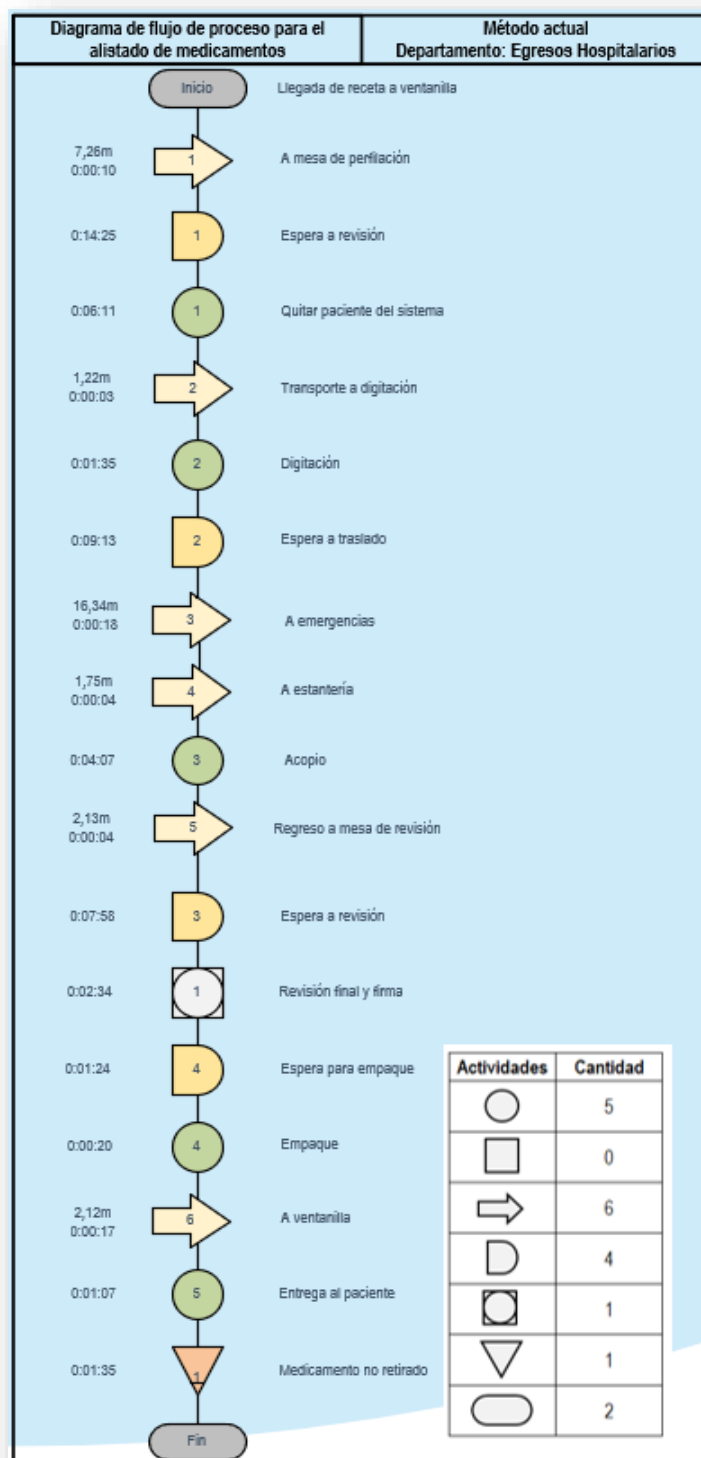 Diagrama de flujo de proceso para el
alistado de medicamentos
Método actual
Departamento: Egresos Hospitalarios
Inicio
Llegada de receta a ventanilla
7,26m
0:00:10
1
A mesa de perfilación
0:14:25
1
Espera a revisión
0:06:11
1
Quitar paciente del sistema
1,22m
0:00:03
2
Transporte a digitación
0:01:35
2
Digitación
0:09:13
2
Espera a traslado
16,34m
0:00:18
3
A emergencias
1,75m
0:00:04
4
A estantería
0:04:07
3
Acopio
2,13m
0:00:04
5
Regreso a mesa de revisión
0:07:58
3
Espera a revisión
0:02:34
1
Revisión final y firma
0:01:24
4
Espera para empaque
0:00:20
4
Empaque
2,12m
0:00:17
6
A ventanilla
0:01:07
5
Entrega al paciente
0:01:35
1
Medicamento no retirado
Fin
Actividades Cantidad
5
0
6
4
1
1
2